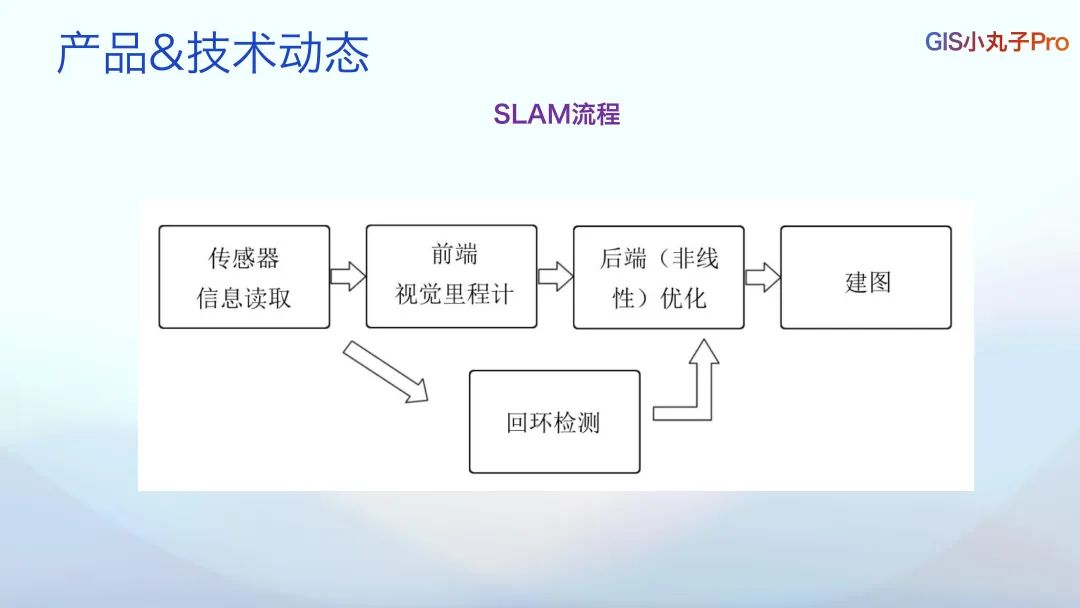 产品&技术动态
GIS小丸子Pro
SLAM流程
传感器
信息读取
前端
视觉里程计
后端（非线
性）优化
建图
回环检测